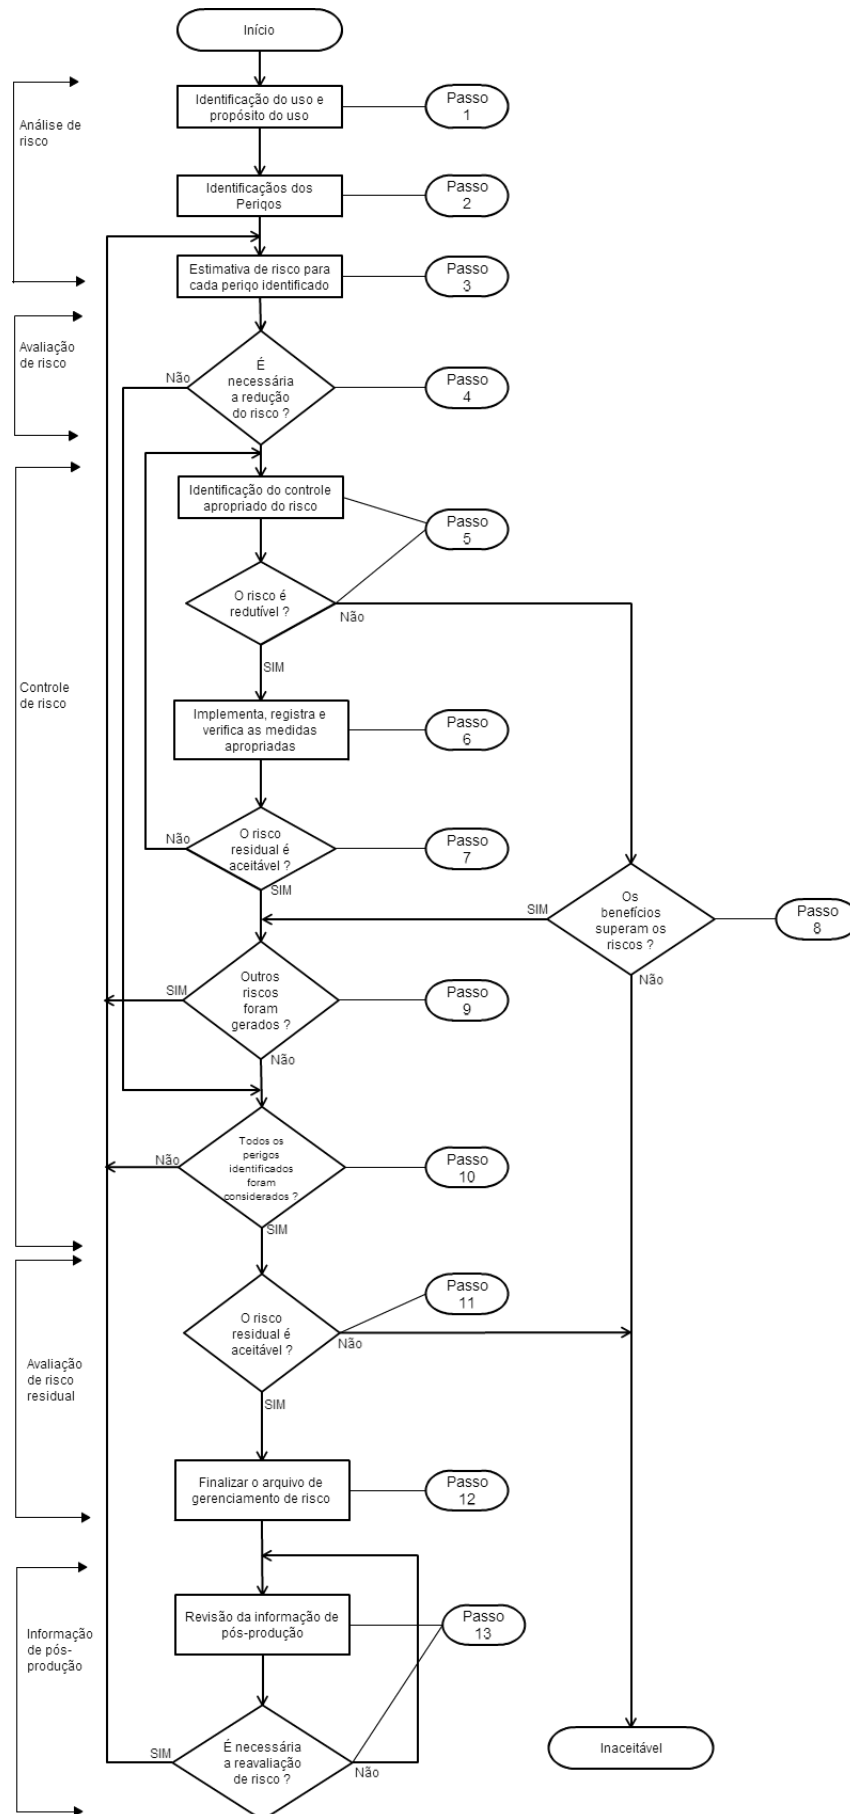 Início
Identificação do uso e
propósito do uso
Passo
1
Análise de
risco
Identificaços dos
Periqos
Passo
2
Estimativa de risco para
cada periqo identificado
Passo
3
Avaliação
de risco
É
necessária
a redução
do risco ?
Não
Passo
4
Identificação do controle
apropriado do risco
Passo
5
O risco é
redutível ?
Não
SIM
Controle
de risco
Implementa, registra e
verifica as medidas
apropriadas
Passo
6
O risco
residual é
aceitável ?
Não
SIM
Passo
7
Os
benefícios
superam os
riscos ?
SIM
Não
Passo
8
Outros
riscos
foram
gerados ?
SIM
Não
Passo
9
Todos os
perigos
identificados
foram
considerados ?
Não
SIM
Passo
10
O risco
residual é
aceitável ?
Não
SIM
Passo
11
Avaliação
de risco
residual
Finalizar o arquivo de
gerenciamento de risco
Passo
12
Revisão da informação de
pós-produção
Passo
13
Informação
de pós-
produção
É necessária
a reavaliação
de risco ?
SIM
Não
Inaceitável